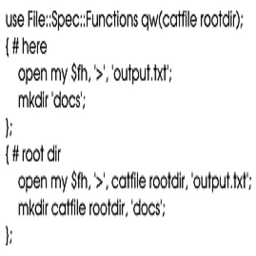 use File::Spec::Functions qw(catfile rootdir);
{ # here
open my $fh, '>', 'output.txt';
mkdir 'docs';
};
{ # root dir
open my $fh, '>', catfile rootdir, 'output.txt';
mkdir catfile rootdir, 'docs';
};